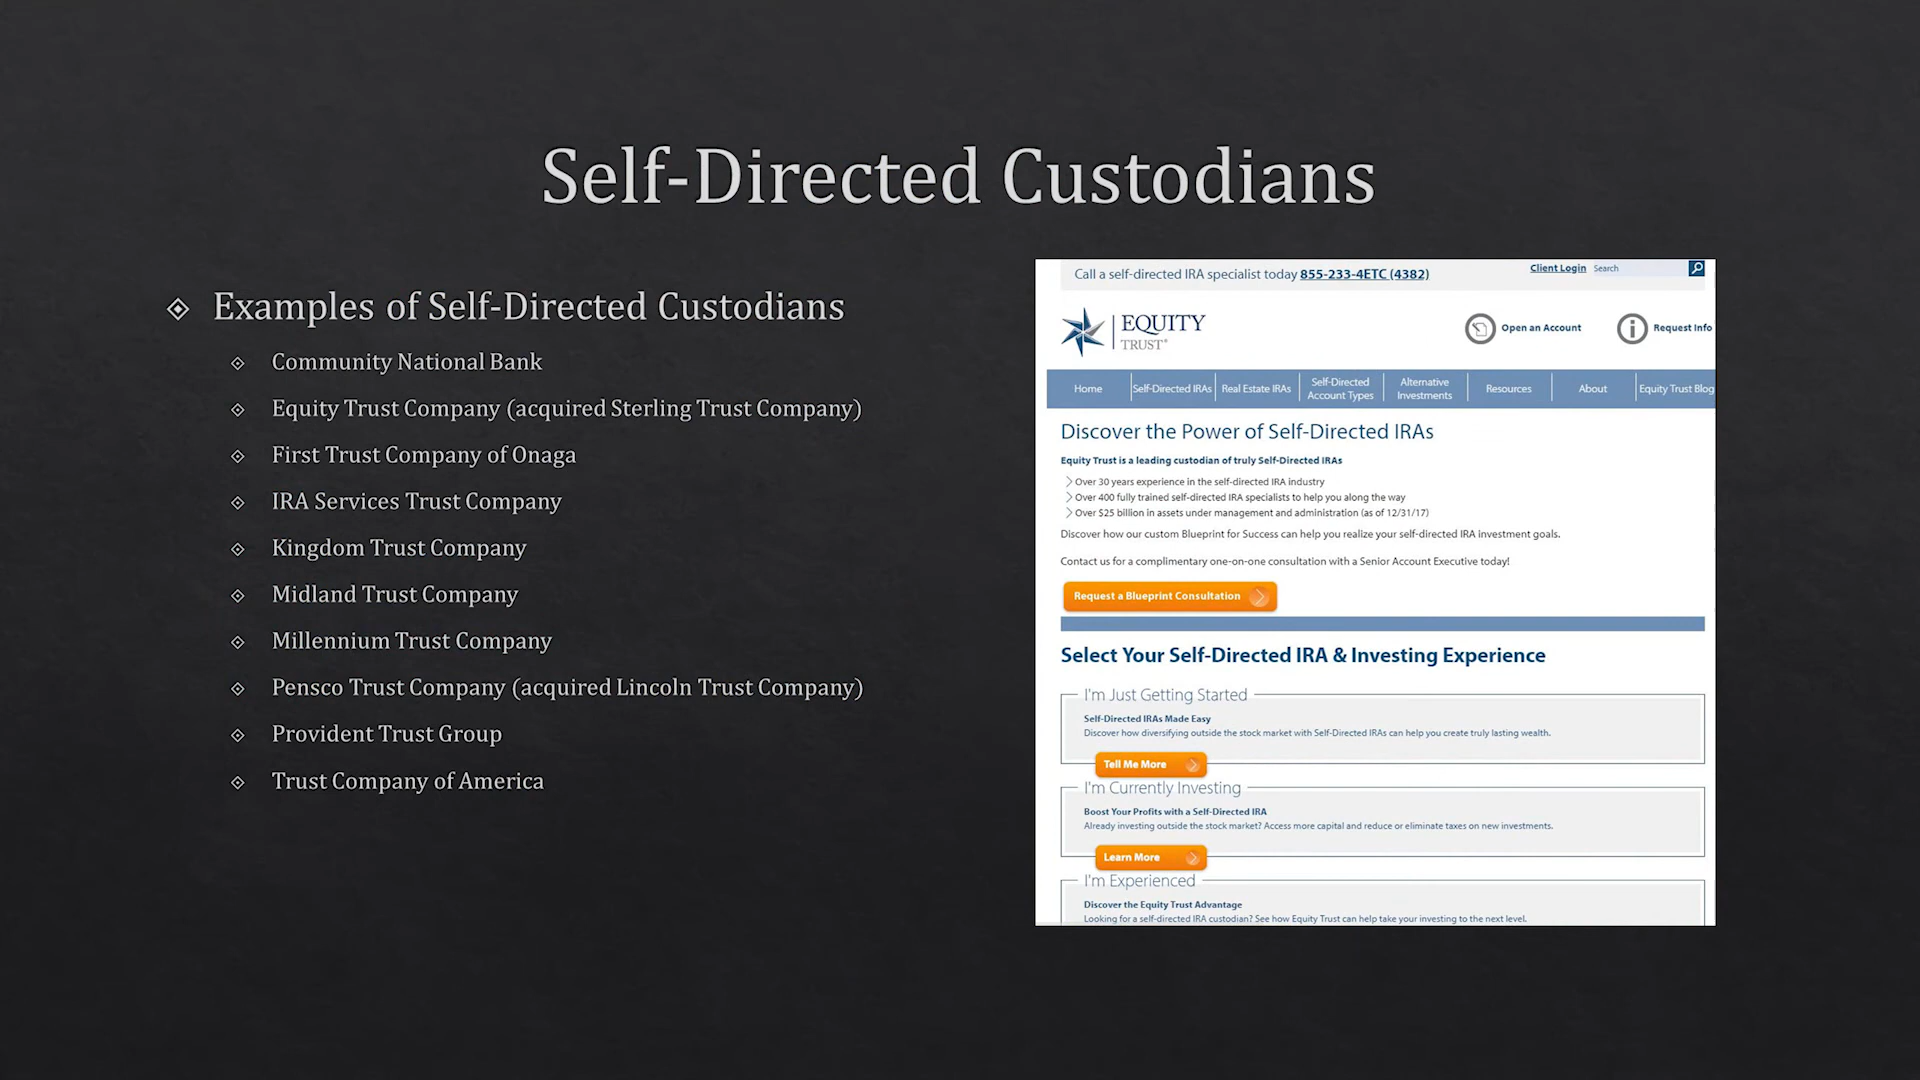 Self-Directed Custodians
Examples of Self-Directed Custodians
Community National Bank
Equity Trust Company (acquired Sterling Trust Company)
First Trust Company of Onaga
IRA Services Trust Company
Kingdom Trust Company
Midland Trust Company
Millennium Trust Company
Pensco Trust Company (acquired Lincoln Trust Company)
Provident Trust Group
Trust Company of America
Call a self-directed IRA specialist today 855-233-4ETC (4382)
Client Login Search
EQUITY
TRUST®
Open an Account
Request Info
Home Self-Directed IRAs Real Estate IRAs Self-Directed Account Types Alternative Investments Resources About Equity Trust Blog
Discover the Power of Self-Directed IRAs
Equity Trust is a leading custodian of truly Self-Directed IRAs
Over 30 years experience in the self-directed IRA industry
Over 400 fully trained self-directed IRA specialists to help you along the way
Over $25 billion in assets under management and administration (as of 12/31/17)
Discover how our custom Blueprint for Success can help you realize your self-directed IRA investment goals.
Contact us for a complimentary one-on-one consultation with a Senior Account Executive today!
Request a Blueprint Consultation
Select Your Self-Directed IRA & Investing Experience
I'm Just Getting Started
Self-Directed IRAs Made Easy
Discover how diversifying outside the stock market with Self-Directed IRAs can help you create truly lasting wealth.
Tell Me More
I'm Currently Investing
Boost Your Profits with a Self-Directed IRA
Already investing outside the stock market? Access more capital and reduce or eliminate taxes on new investments.
Learn More
I'm Experienced
Discover the Equity Trust Advantage
Looking for a self-directed IRA custodian? See how Equity Trust can help take your investing to the next level.